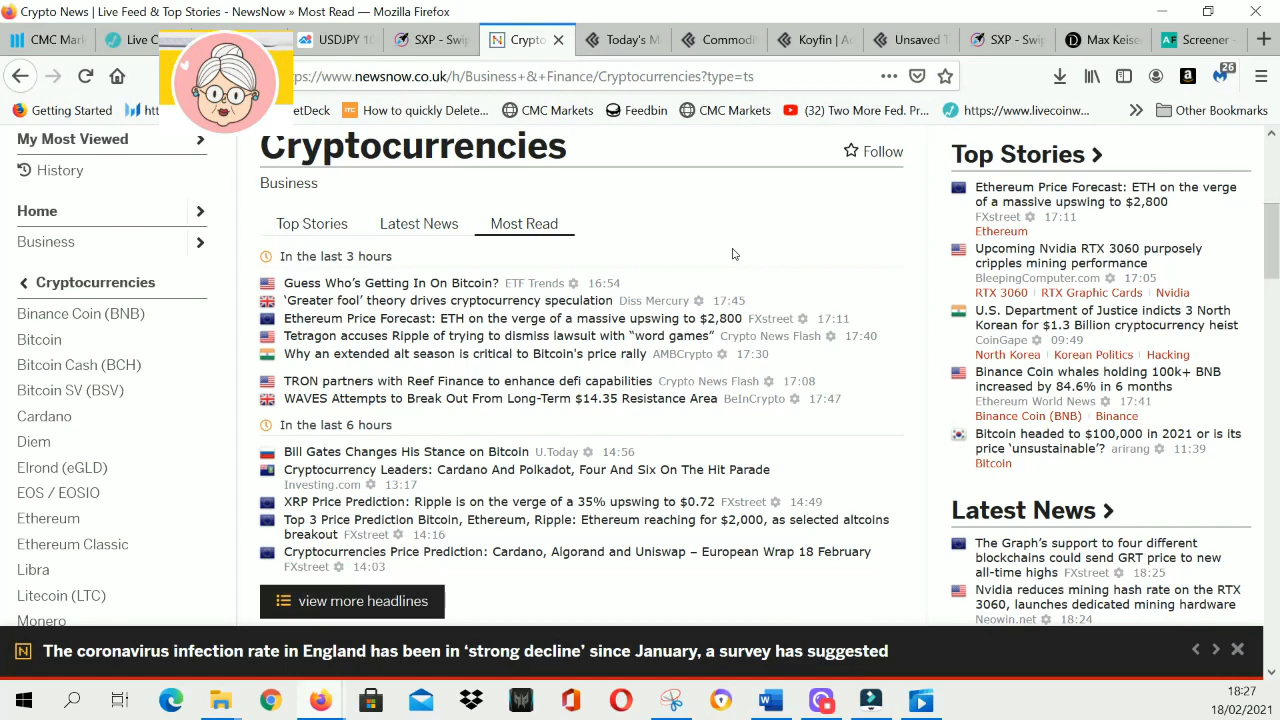 Crypto News | Live Feed & Top Stories - NewsNow » Most Read — Mozilla Firefox
CMC Mark
Live Co
USDJPY 10
SXP - Swip
Crypto
Today's M
Commodit
Koyfin | A
Unsaved T
SXP - Swip
Max Keise
Screener -
ttps://www.newsnow.co.uk/h/Business+&+Finance/Cryptocurrencies?type=ts
26
Getting Started
htt
etDeck
How to quickly Delete...
CMC Markets
Feedbin
CMC Markets
(32) Two More Fed. Pr...
https://www.livecoinw...
Other Bookmarks
My Most Viewed
History
Home
Business
Cryptocurrencies
Binance Coin (BNB)
Bitcoin
Bitcoin Cash (BCH)
Bitcoin SV (BSV)
Cardano
Diem
Elrond (eGLD)
EOS / EOSIO
Ethereum
Ethereum Classic
Libra
Litecoin (LTC)
Monero
Cryptocurrencies
Follow
Business
Top Stories Latest News Most Read
In the last 3 hours
Guess Who's Getting In On Bitcoin? ETF Trends 16:54
'Greater fool' theory drives cryptocurrency speculation Diss Mercury 17:45
Ethereum Price Forecast: ETH on the verge of a massive upswing to $2,800 FXstreet 17:11
Tetragon accuses Ripple of trying to dismiss lawsuit with “word games” Crypto News Flash 17:40
Why an extended alt season is critical to Bitcoin's price rally AMBCrypto 17:30
TRON partners with Reef Finance to enhance defi capabilities Crypto News Flash 17:08
WAVES Attempts to Break Out From Long-Term $14.35 Resistance Area BeInCrypto 17:47
In the last 6 hours
Bill Gates Changes His Stance on Bitcoin U.Today 14:56
Cryptocurrency Leaders: Cardano And Polkadot, Four And Six On The Hit Parade
Investing.com 13:17
XRP Price Prediction: Ripple is on the verge of a 35% upswing to $0.72 FXstreet 14:49
Top 3 Price Prediction Bitcoin, Ethereum, Ripple: Ethereum reaching for $2,000, as selected altcoins
breakout FXstreet 14:16
Cryptocurrencies Price Prediction: Cardano, Algorand and Uniswap – European Wrap 18 February
FXstreet 14:03
view more headlines
Top Stories
Ethereum Price Forecast: ETH on the verge
of a massive upswing to $2,800
FXstreet 17:11
Ethereum
Upcoming Nvidia RTX 3060 purposely
cripples mining performance
BleepingComputer.com 17:05
RTX 3060 | RTX Graphic Cards | Nvidia
U.S. Department of Justice indicts 3 North
Korean for $1.3 Billion cryptocurrency heist
CoinGape 09:49
North Korea | Korean Politics | Hacking
Binance Coin whales holding 100k+ BNB
increased by 84.6% in 6 months
Ethereum World News 17:41
Binance Coin (BNB) | Binance
Bitcoin headed to $100,000 in 2021 or is its
price 'unsustainable'? arirang 11:39
Bitcoin
Latest News
The Graph's support to four different
blockchains could send GRT price to new
all-time highs FXstreet 18:25
Nvidia reduces mining hash rate on the RTX
3060, launches dedicated mining hardware
Neowin.net 18:24
The coronavirus infection rate in England has been in ‘strong decline’ since January, a survey has suggested
18:27
18/02/2021